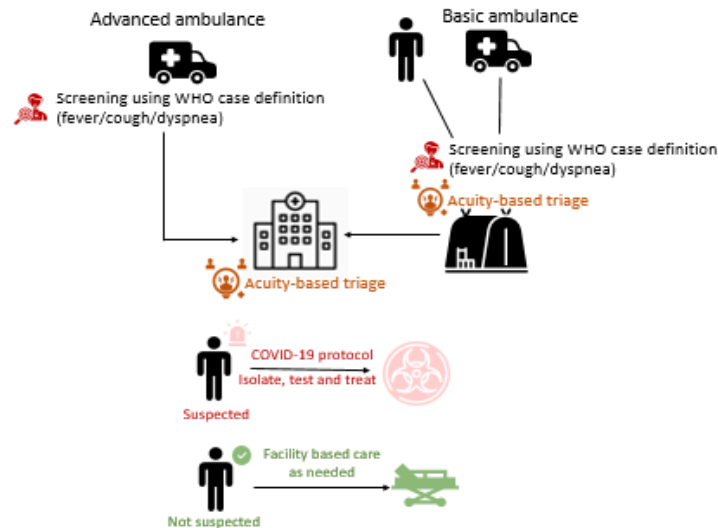 Advanced ambulance
Basic ambulance
Screening using WHO case definition
(fever/cough/dyspnea)
Screening using WHO case definition
(fever/cough/dyspnea)
Acuity-based triage
Acuity-based triage
COVID-19 protocol
Isolate, test and treat
Suspected
Facility based care
as needed
Not suspected